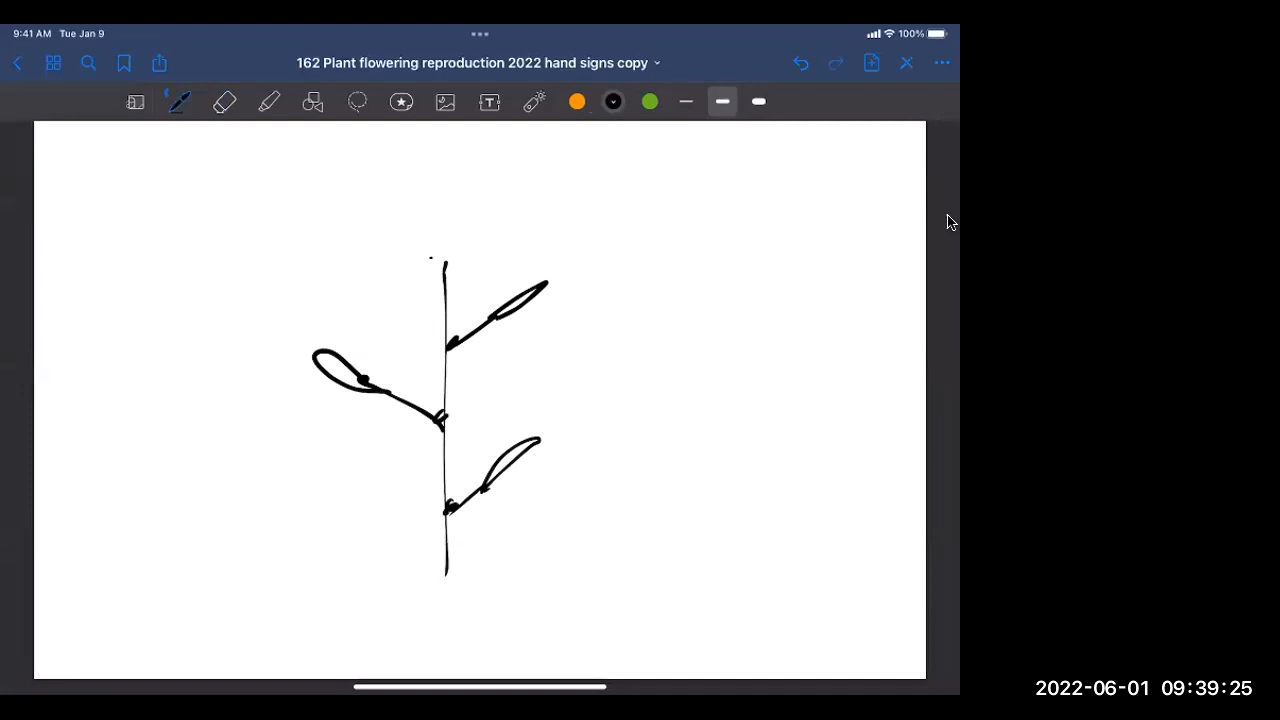 9:41 AM Tue Jan 9
100%
162 Plant flowering reproduction 2022 hand signs copy
T
2022-06-01 09:39:25